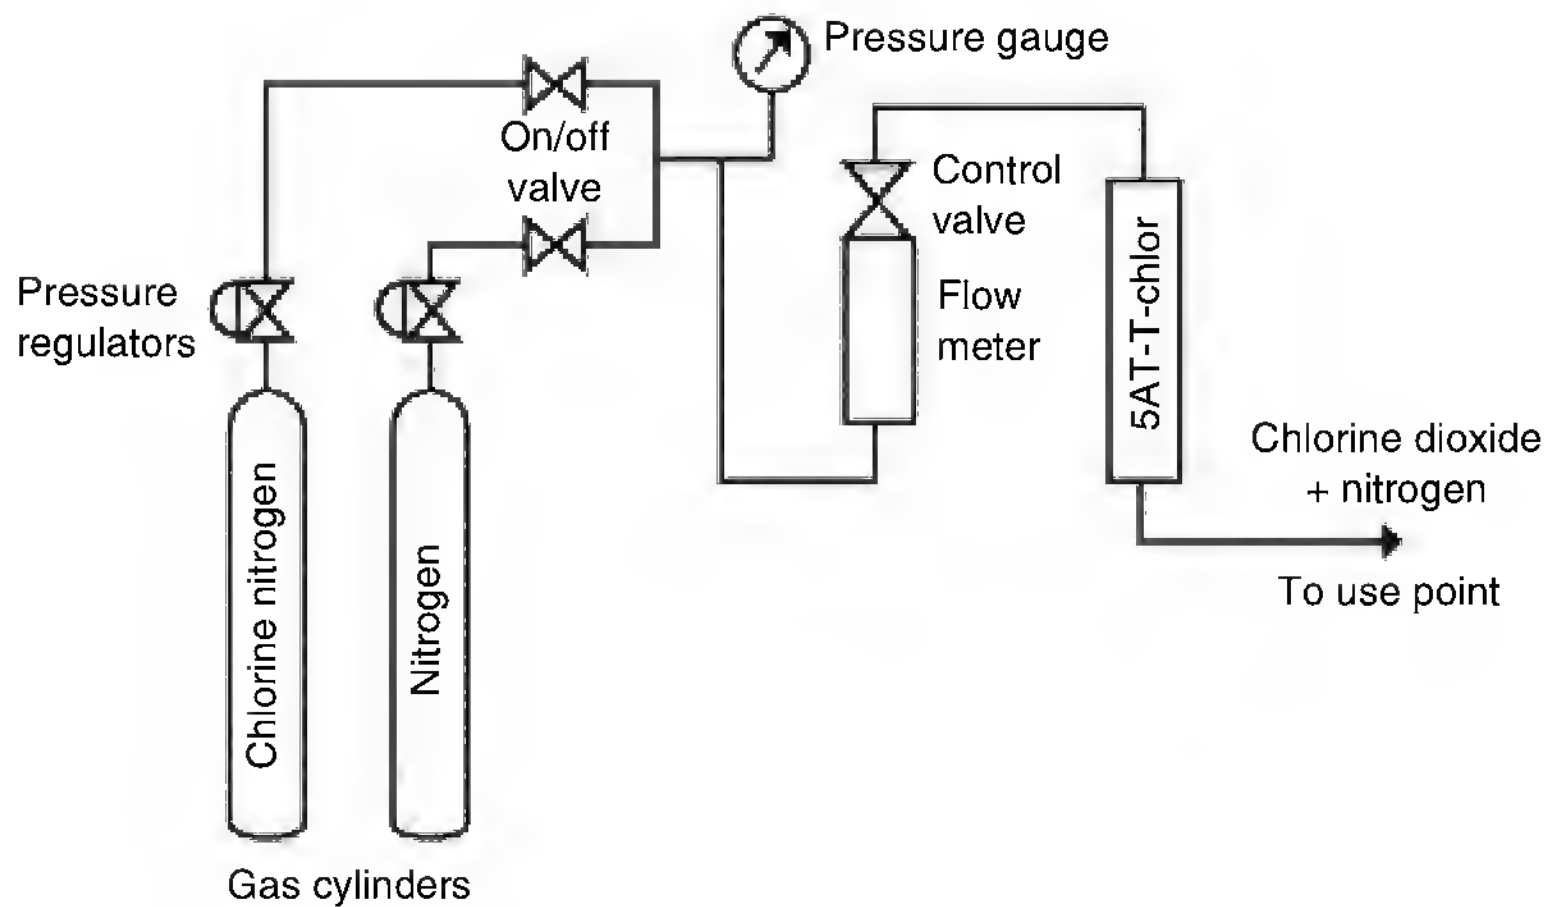 Pressure gauge
On/off
valve
Control
valve
Pressure
regulators
Flow
meter
5AT-T-chlor
Chlorine dioxide
+ nitrogen
To use point
Chlorine nitrogen
Nitrogen
Gas cylinders